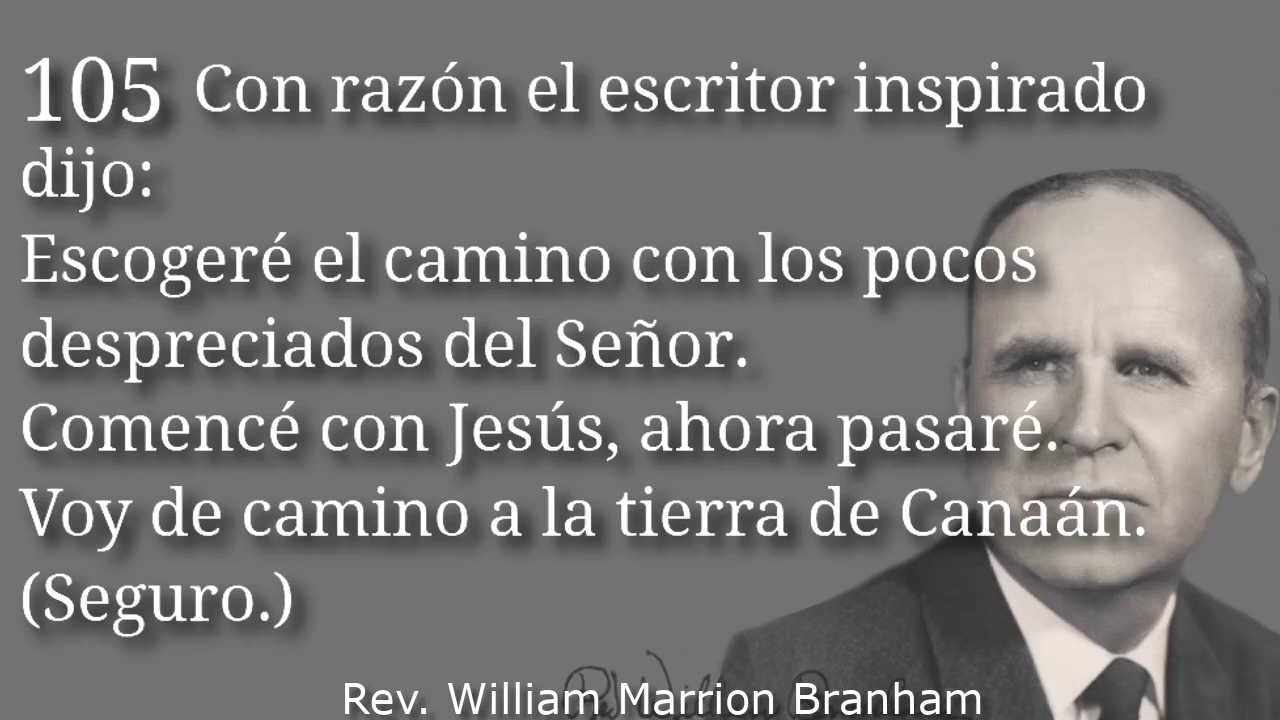 105 Con razón el escritor inspirado
dijo:
Escogeré el camino con los pocos
despreciados del Señor.
Comencé con Jesús, ahora pasaré.
Voy de camino a la tierra de Canaán.
(Seguro.)
Rev. William Marrion Branham